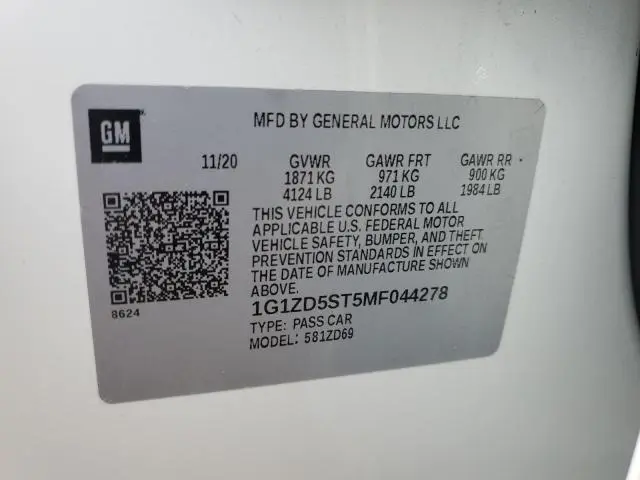 GM
MFD BY GENERAL MOTORS LLC
11/20 GVWR GAWR FRT GAWR RR
1871 KG 971 KG 900 KG
4124 LB 2140 LB 1984 LB
THIS VEHICLE CONFORMS TO ALL
APPLICABLE U.S. FEDERAL MOTOR
VEHICLE SAFETY, BUMPER, AND THEFT
PREVENTION STANDARDS IN EFFECT ON
THE DATE OF MANUFACTURE SHOWN
ABOVE.
8624
1G1ZD5ST5MF044278
TYPE: PASS CAR
MODEL: 581ZD69